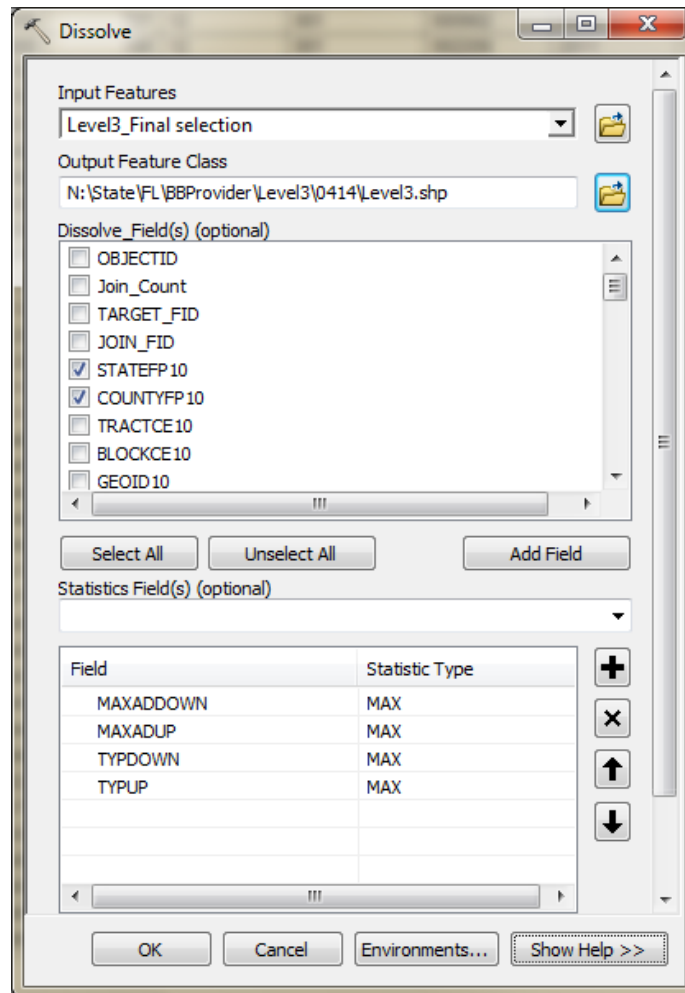 Dissolve
Input Features
Level3_Final selection
Output Feature Class
N:\State\FL\BBProvider\Level3\0414\Level3.shp
Dissolve_Field(s) (optional)
OBJECTID
Join_Count
TARGET_FID
JOIN_FID
STATEFP10
COUNTYFP10
TRACTCE10
BLOCKCE10
GEOID10
Select All Unselect All Add Field
Statistics Field(s) (optional)
Field Statistic Type
MAXADDOWN MAX
MAXADUP MAX
TYPDOWN MAX
TYPUP MAX
OK Cancel Environments... Show Help >>